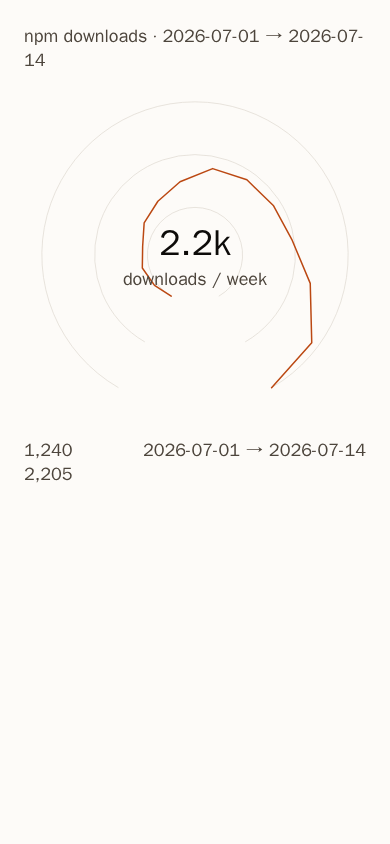 npm downloads · 2026-07-01 → 2026-07-
14
2.2k
downloads / week
1,240
2,205
2026-07-01 → 2026-07-14